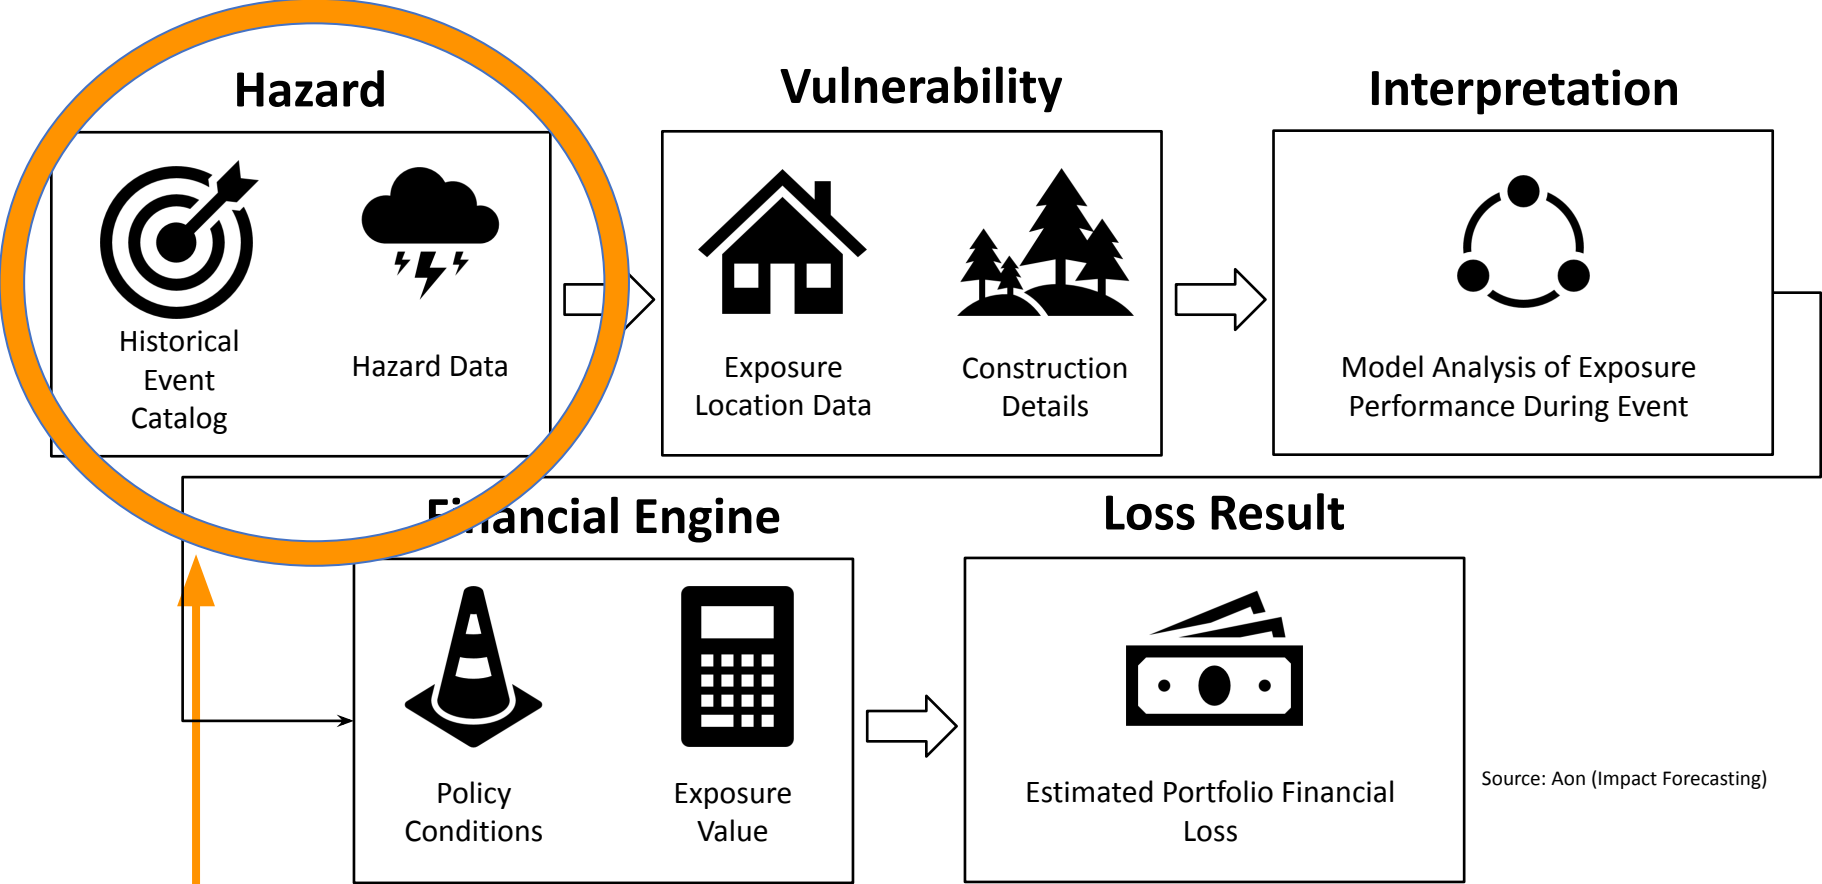 Hazard
Vulnerability
Interpretation
Historical
Event
Catalog
Hazard Data
Exposure
Location Data
Construction
Details
Model Analysis of Exposure
Performance During Event
Financial Engine
Loss Result
Policy
Conditions
Exposure
Value
Estimated Portfolio Financial
Loss
Source: Aon (Impact Forecasting)